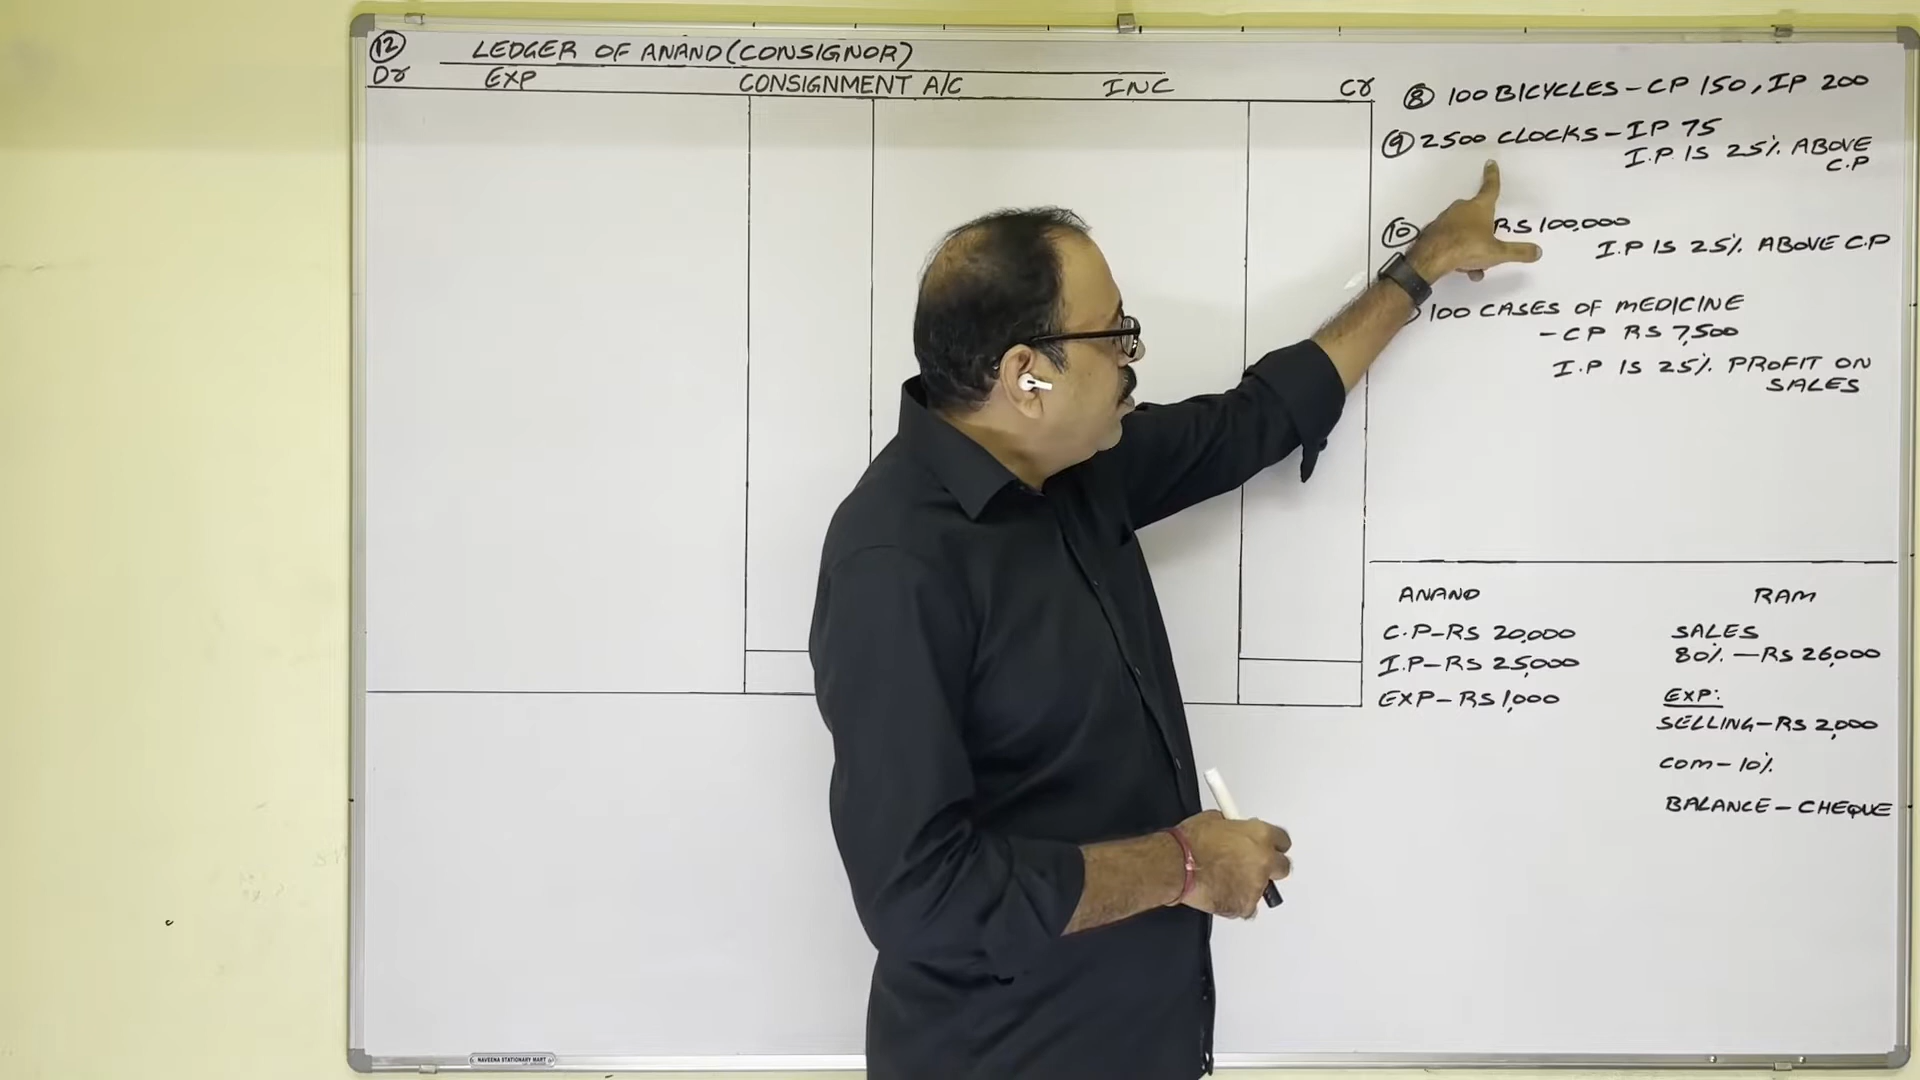 12 LEDGER OF ANAND (CONSIGNOR)
Dr EXP CONSIGNMENT A/C INC Cr
8 100 BICYCLES - CP 150, IP 200
9 2500 CLOCKS - IP 75
I.P. IS 25% ABOVE
C.P
10 RS 100,000
I.P IS 25% ABOVE C.P
100 CASES OF MEDICINE
- CP RS 7,500
I.P IS 25% PROFIT ON
SALES
ANAND
C.P - RS 20,000
I.P - RS 25,000
EXP - RS 1,000
RAM
SALES
80% - RS 26,000
EXP:
SELLING - RS 2,000
COM - 10%
BALANCE - CHEQUE
NAVEENA STATIONARY MART